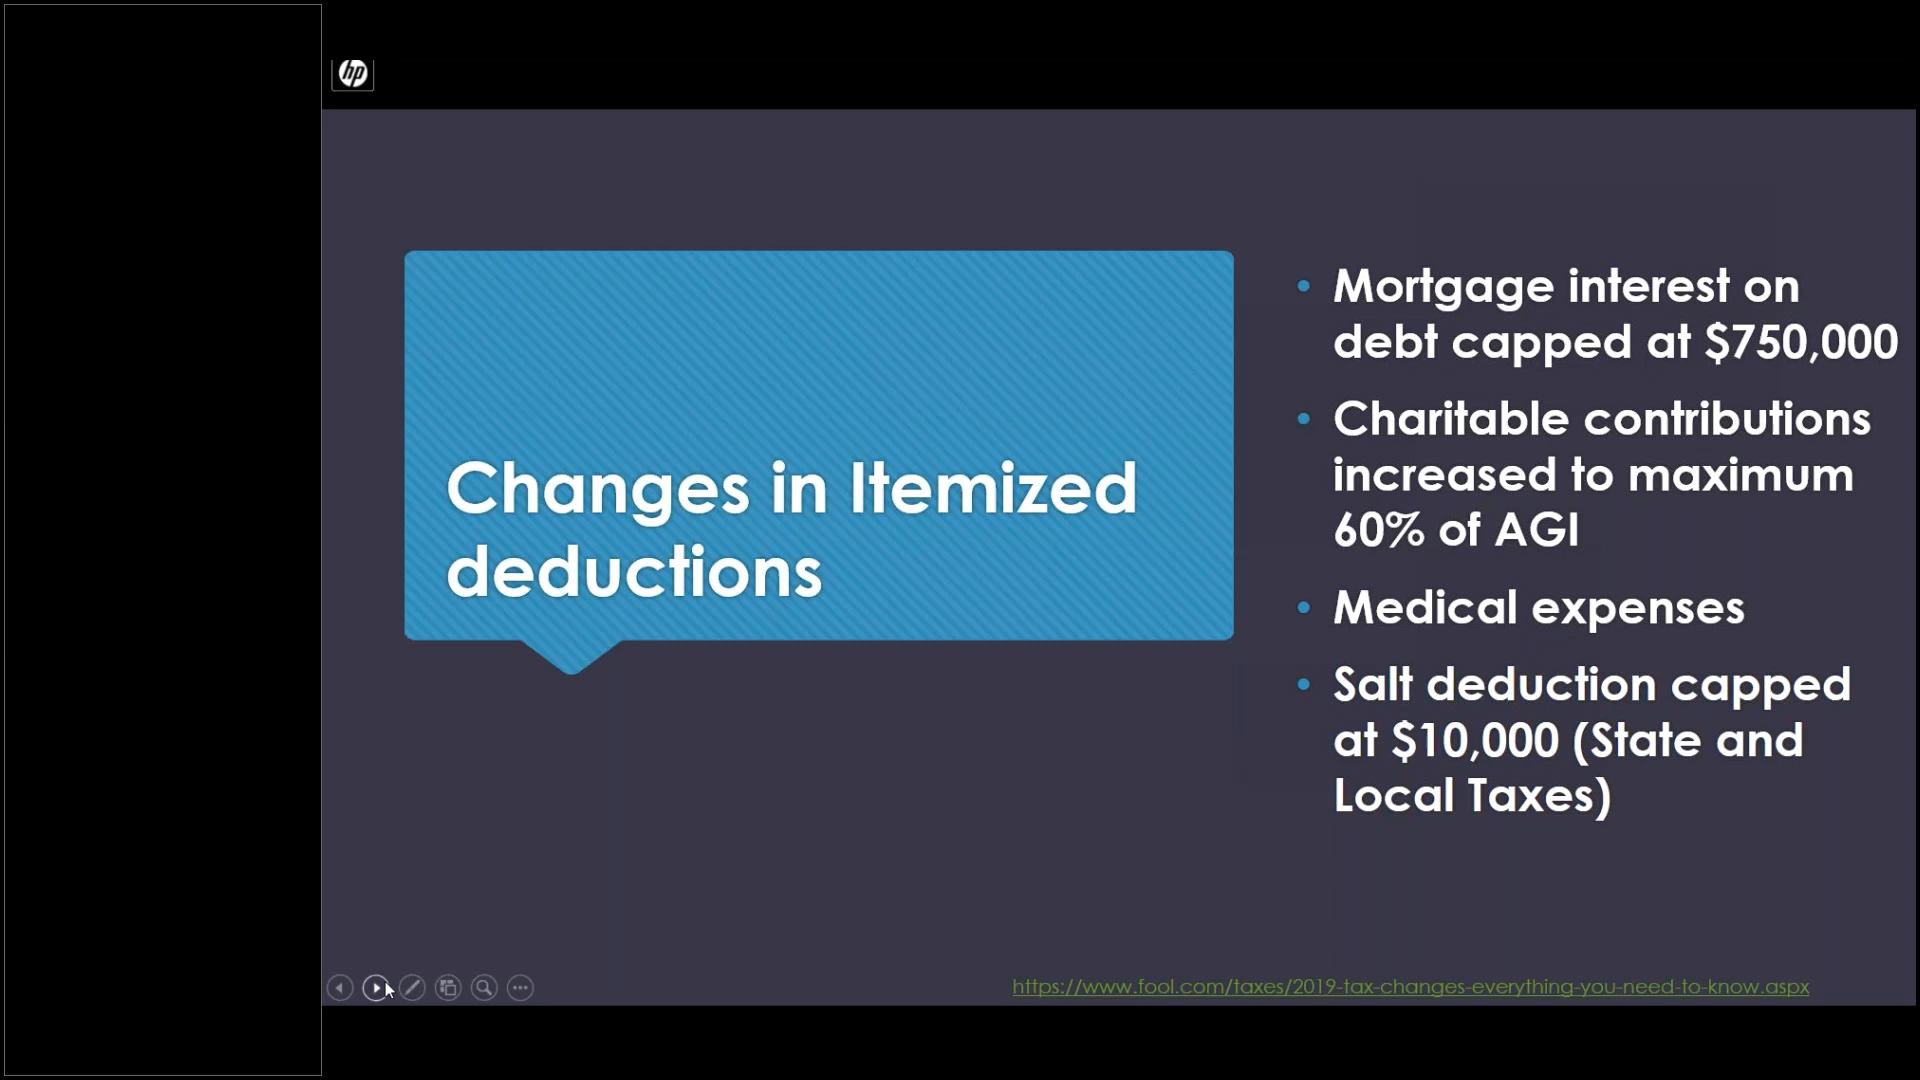 hp
Changes in Itemized
deductions
• Mortgage interest on
debt capped at $750,000
• Charitable contributions
increased to maximum
60% of AGI
• Medical expenses
• Salt deduction capped
at $10,000 (State and
Local Taxes)
https://www.fool.com/taxes/2019-tax-changes-everything-you-need-to-know.aspx